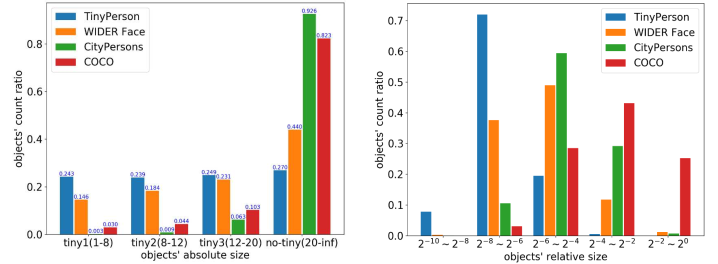 TinyPerson
WIDER Face
CityPersons
COCO
objects' count ratio
0.8
0.6
0.4
0.2
0.0
0.243
0.146
0.003
0.030
0.239
0.184
0.009
0.044
0.249
0.231
0.063
0.103
0.270
0.440
0.926
0.823
tiny1(1-8) tiny2(8-12) tiny3(12-20) no-tiny(20-inf)
objects' absolute size
TinyPerson
WIDER Face
CityPersons
COCO
objects' count ratio
0.7
0.6
0.5
0.4
0.3
0.2
0.1
0.0
2⁻¹⁰ ~ 2⁻⁸ 2⁻⁸ ~ 2⁻⁶ 2⁻⁶ ~ 2⁻⁴ 2⁻⁴ ~ 2⁻² 2⁻² ~ 2⁰
objects' relative size